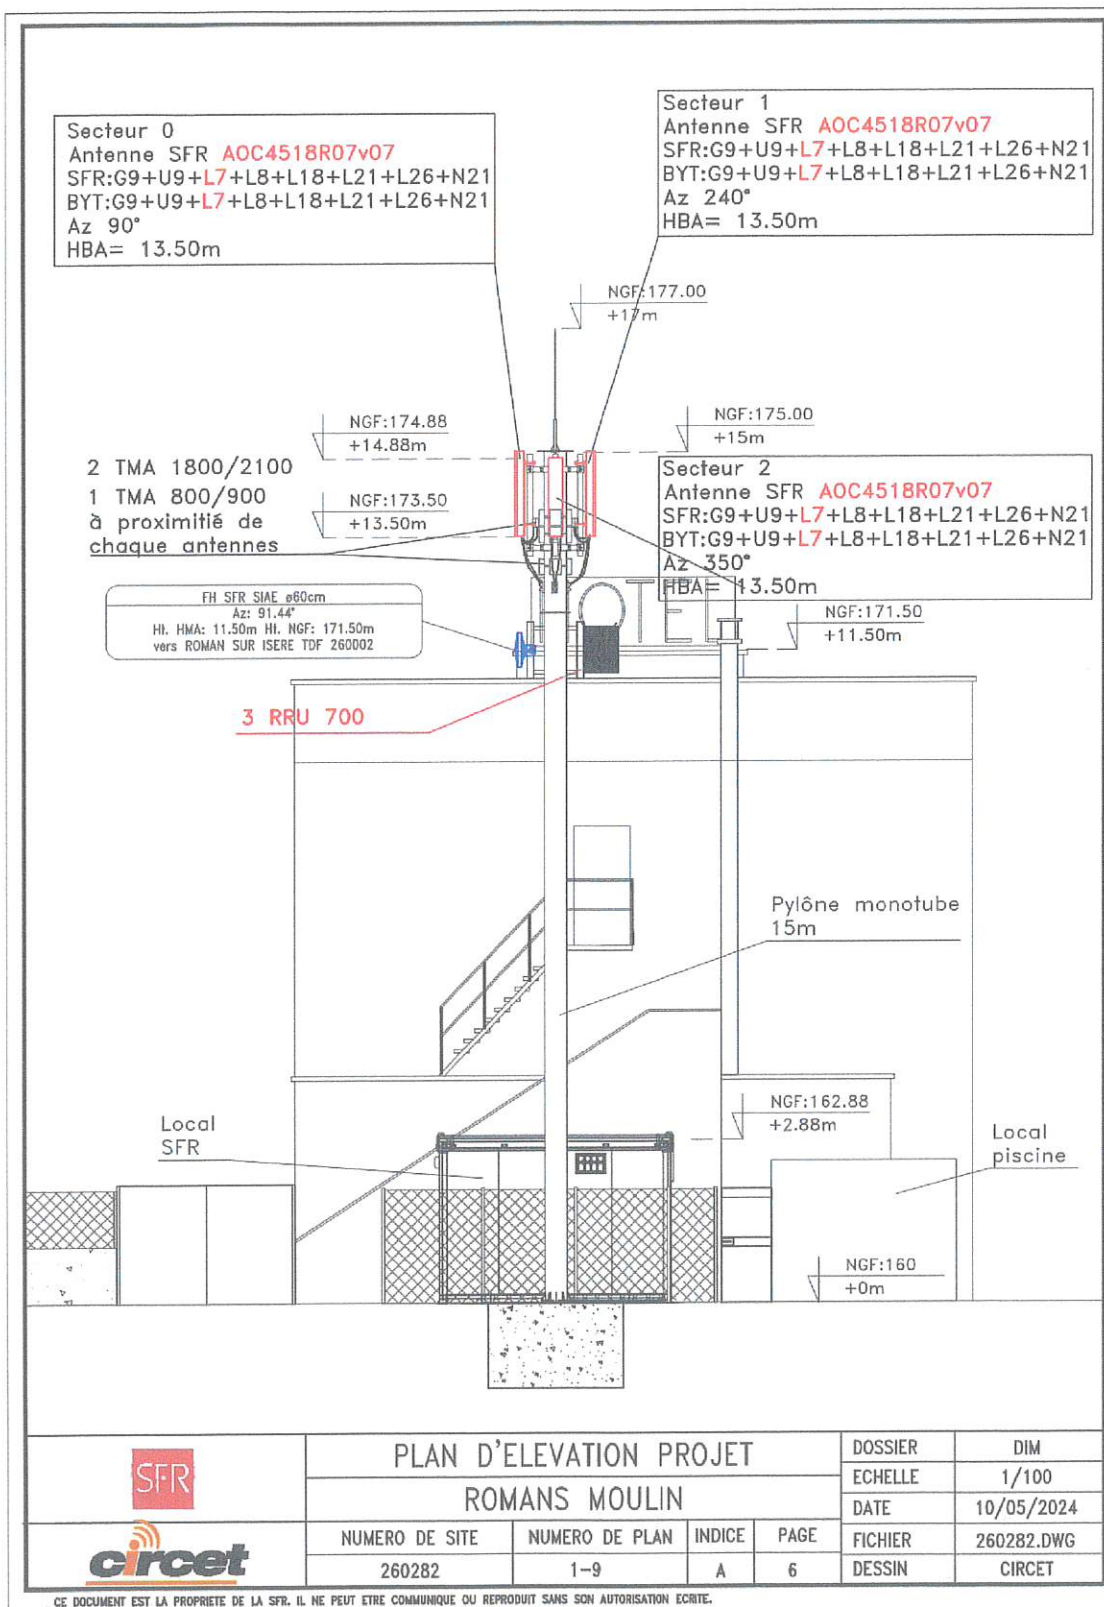 Secteur 0
Antenne SFR AOC4518R07v07
SFR:G9+U9+L7+L8+L18+L21+L26+N21
BYT:G9+U9+L7+L8+L18+L21+L26+N21
Az 90°
HBA= 13.50m
Secteur 1
Antenne SFR AOC4518R07v07
SFR:G9+U9+L7+L8+L18+L21+L26+N21
BYT:G9+U9+L7+L8+L18+L21+L26+N21
Az 240°
HBA= 13.50m
NGF:177.00
+17m
NGF:174.88
+14.88m
NGF:175.00
+15m
2 TMA 1800/2100
1 TMA 800/900
à proximitié de
chaque antennes
NGF:173.50
+13.50m
Secteur 2
Antenne SFR AOC4518R07v07
SFR:G9+U9+L7+L8+L18+L21+L26+N21
BYT:G9+U9+L7+L8+L18+L21+L26+N21
Az 350°
HBA= 13.50m
FH SFR SIAE ø60cm
Az: 91.44°
Ht. HMA: 11.50m Ht. NGF: 171.50m
vers ROMAN SUR ISERE TDF 260002
OTEL
NGF:171.50
+11.50m
3 RRU 700
Pylône monotube
15m
NGF:162.88
+2.88m
Local
SFR
Local
piscine
NGF:160
+0m
SFR
circet
PLAN D'ELEVATION PROJET
ROMANS MOULIN
NUMERO DE SITE
NUMERO DE PLAN
INDICE
PAGE
260282
1-9
A
6
DOSSIER
DIM
ECHELLE
1/100
DATE
10/05/2024
FICHIER
260282.DWG
DESSIN
CIRCET
CE DOCUMENT EST LA PROPRIETE DE LA SFR. IL NE PEUT ETRE COMMUNIQUE OU REPRODUIT SANS SON AUTORISATION ECRITE.